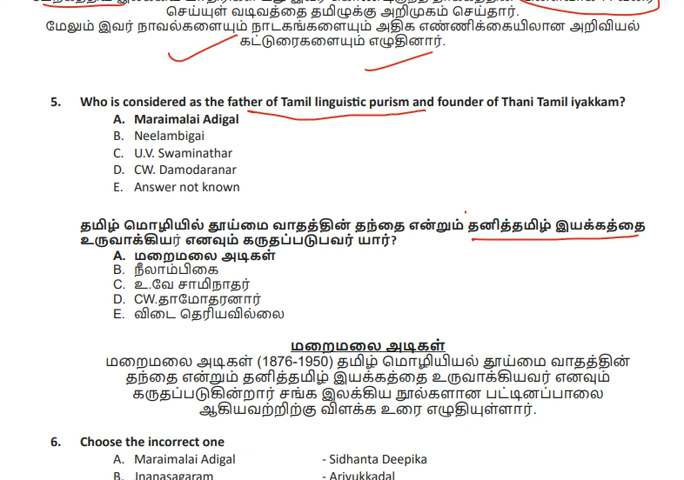 செய்யுள் வடிவத்தை தமிழுக்கு அறிமுகம் செய்தார்.
மேலும் இவர் நாவல்களையும் நாடகங்களையும் அதிக எண்ணிக்கையிலான அறிவியல்
கட்டுரைகளையும் எழுதினார்.
5. Who is considered as the father of Tamil linguistic purism and founder of Thani Tamil iyakkam?
A. Maraimalai Adigal
B. Neelambigai
C. U.V. Swaminathar
D. CW. Damodaranar
E. Answer not known
தமிழ் மொழியில் தூய்மை வாதத்தின் தந்தை என்றும் தனித்தமிழ் இயக்கத்தை
உருவாக்கியர் எனவும் கருதப்படுபவர் யார்?
A. மறைமலை அடிகள்
B. நீலாம்பிகை
C. உ.வே சாமிநாதர்
D. CW.தாமோதரனார்
E. விடை தெரியவில்லை
மறைமலை அடிகள்
மறைமலை அடிகள் (1876-1950) தமிழ் மொழியியல் தூய்மை வாதத்தின்
தந்தை என்றும் தனித்தமிழ் இயக்கத்தை உருவாக்கியவர் எனவும்
கருதப்படுகின்றார் சங்க இலக்கிய நூல்களான பட்டினப்பாலை
ஆகியவற்றிற்கு விளக்க உரை எழுதியுள்ளார்.
6. Choose the incorrect one
A. Maraimalai Adigal - Sidhanta Deepika
B. Jnanasagaram - Arivukkadal